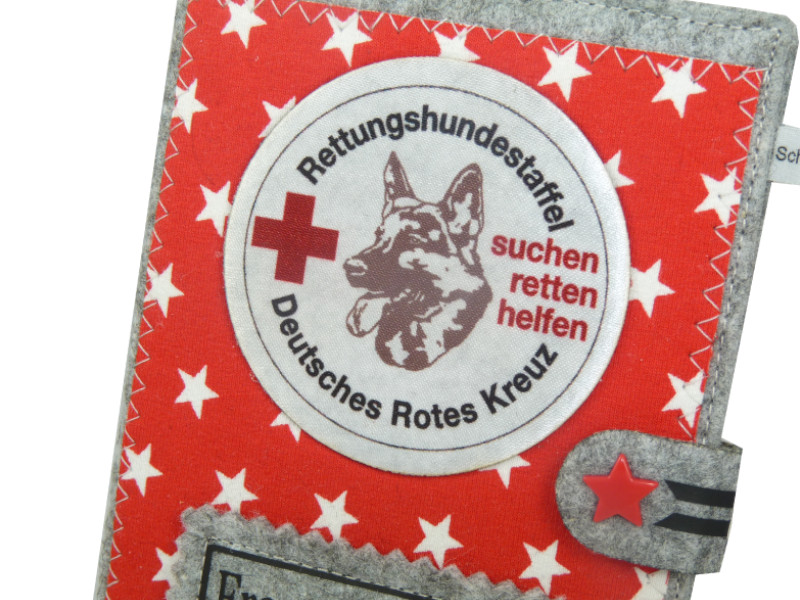 Rettungshundestaffel
suchen
retten
helfen
Deutsches Rotes Kreuz